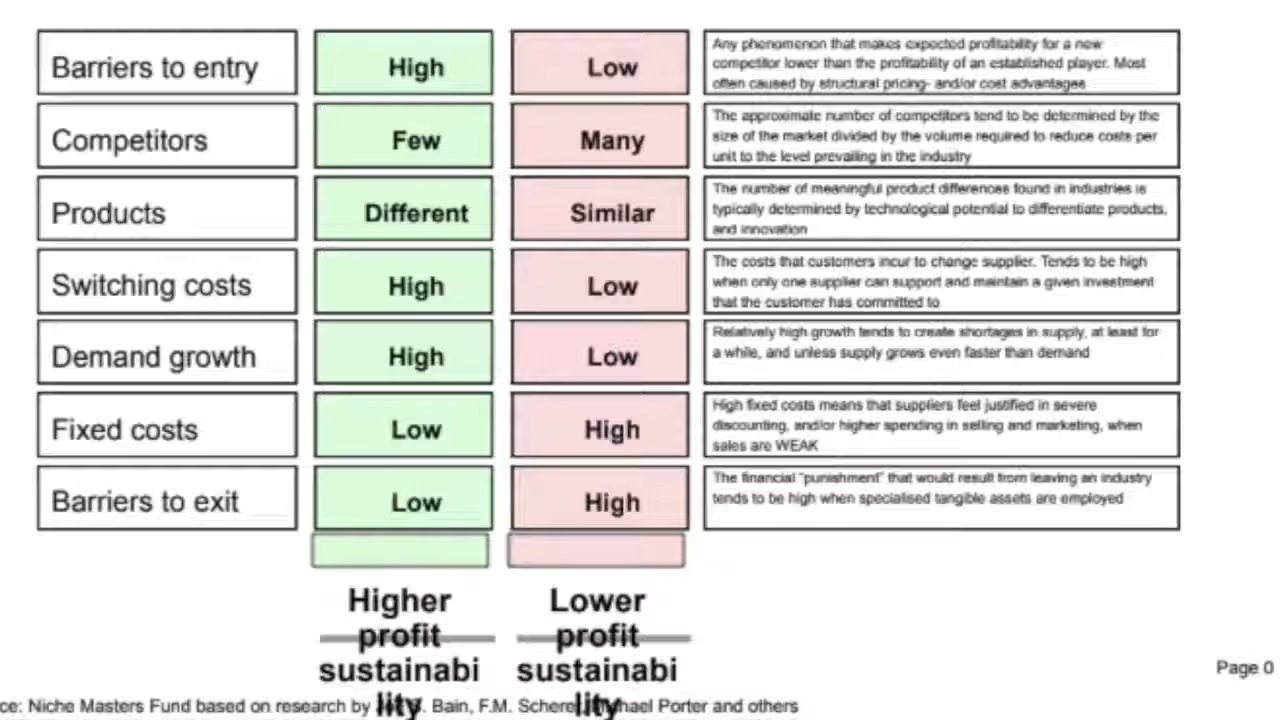 Barriers to entry
High
Low
Any phenomenon that makes expected profitability for a new
competitor lower than the profitability of an established player. Most
often caused by structural pricing- and/or cost advantages
Competitors
Few
Many
The approximate number of competitors tend to be determined by the
size of the market divided by the volume required to reduce costs per
unit to the level prevailing in the industry
Products
Different
Similar
The number of meaningful product differences found in industries is
typically determined by technological potential to differentiate products,
and innovation
Switching costs
High
Low
The costs that customers incur to change supplier. Tends to be high
when only one supplier can support and maintain a given investment
that the customer has committed to
Demand growth
High
Low
Relatively high growth tends to create shortages in supply, at least for
a while, and unless supply grows even faster than demand
Fixed costs
Low
High
High fixed costs means that suppliers feel justified in severe
discounting, and/or higher spending in selling and marketing, when
sales are WEAK
Barriers to exit
Low
High
The financial "punishment" that would result from leaving an industry
tends to be high when specialised tangible assets are employed
Higher
profit
sustainabi
lity
Lower
profit
sustainabi
lity
Page 0
ce: Niche Masters Fund based on research by S. Bain, F.M. Schere Michael Porter and others